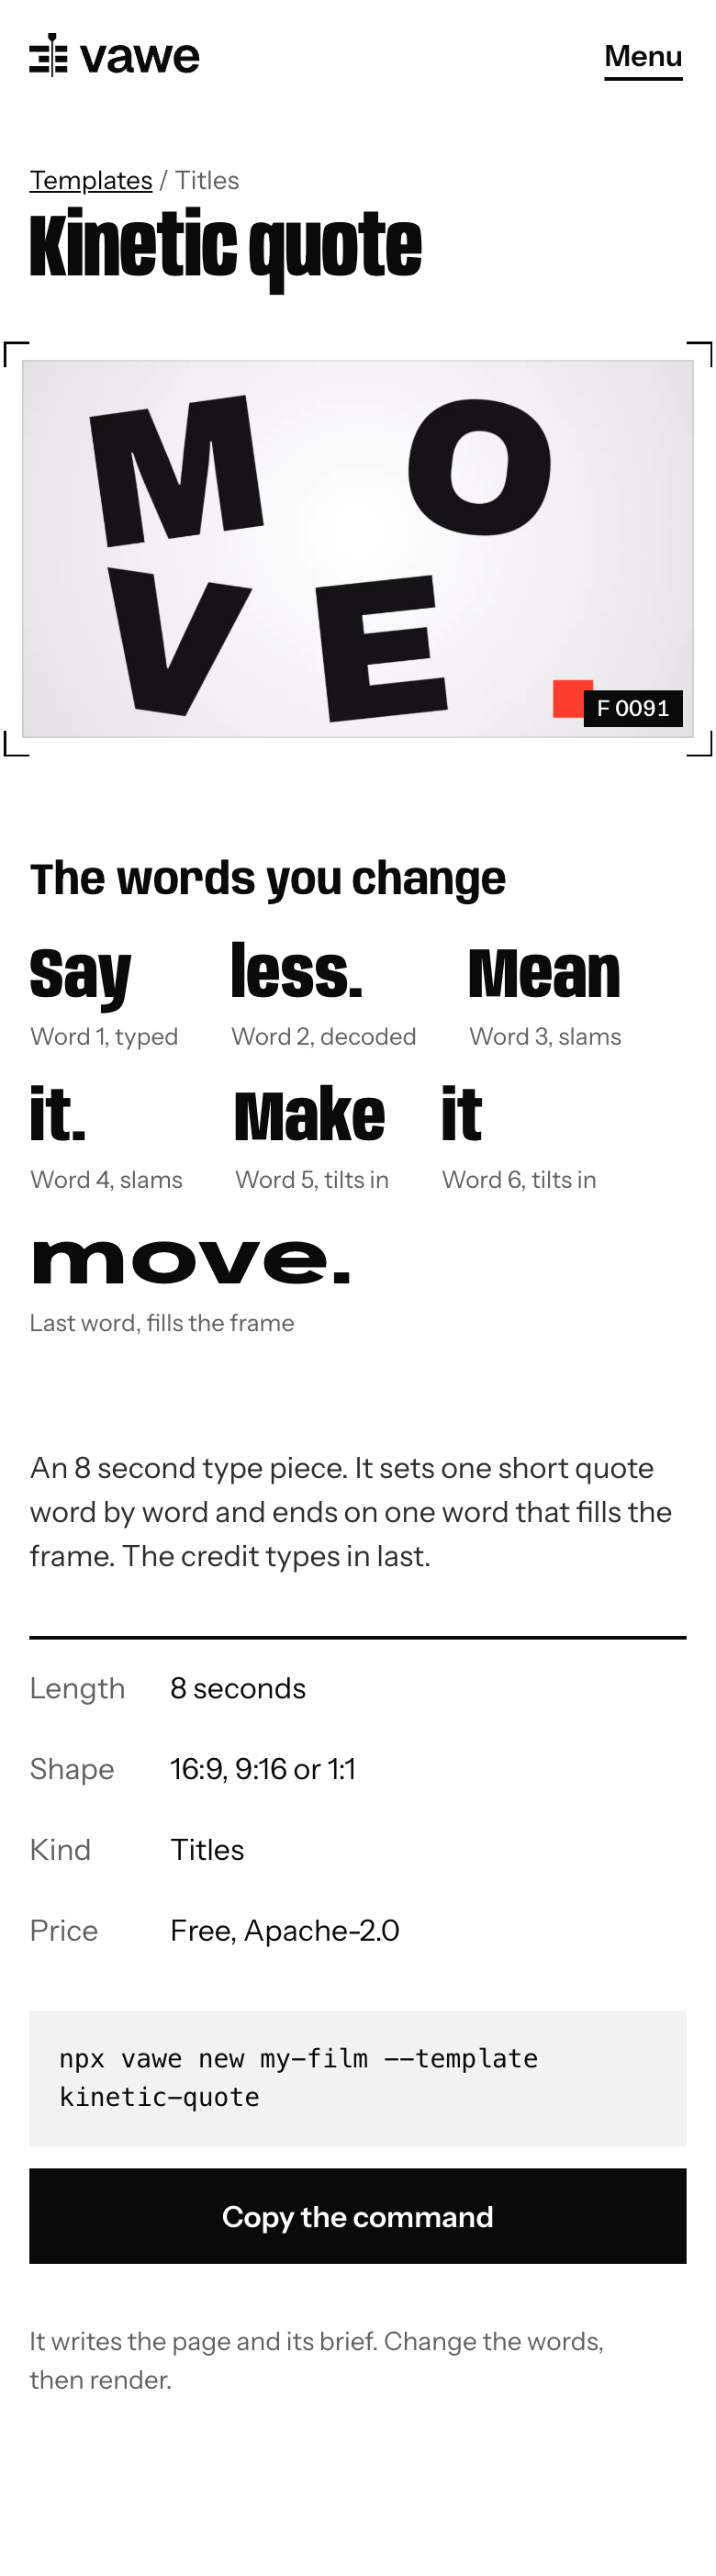 vawe
Menu
Templates / Titles
Kinetic quote
M O
V E
F 0091
The words you change
Say less. Mean
Word 1, typed Word 2, decoded Word 3, slams
it. Make it
Word 4, slams Word 5, tilts in Word 6, tilts in
move.
Last word, fills the frame
An 8 second type piece. It sets one short quote
word by word and ends on one word that fills the
frame. The credit types in last.
Length 8 seconds
Shape 16:9, 9:16 or 1:1
Kind Titles
Price Free, Apache-2.0
npx vawe new my-film --template
kinetic-quote
Copy the command
It writes the page and its brief. Change the words,
then render.